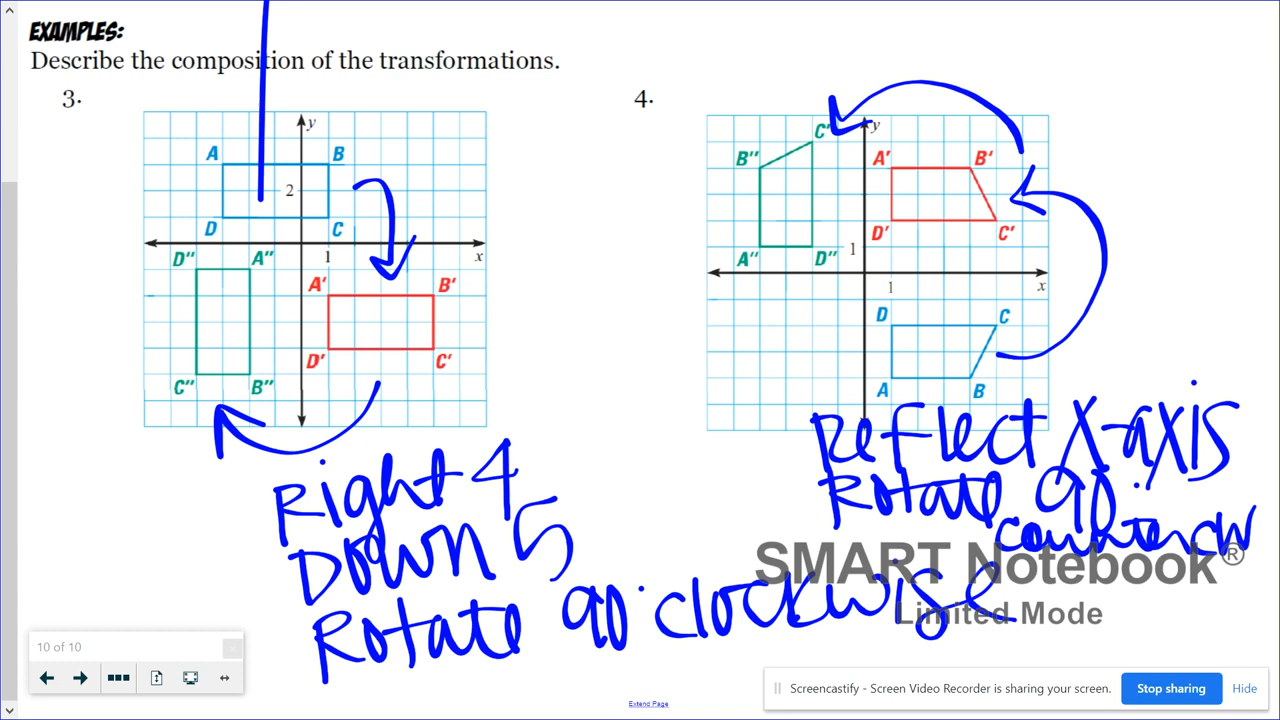 EXAMPLES:
Describe the composition of the transformations.
3.
4.
y
A B
2
D C
1 x
D" A"
A' B'
D' C'
C" B"
C" y
B" A' B'
D' C'
A" D" 1
1 x
D C
A B
Reflect X-axis
Rotate 90°
counterCW
Right 4
Down 5
Rotate 90° clockwise
SMART Notebook®
Limited Mode
10 of 10
Extend Page
Screencastify - Screen Video Recorder is sharing your screen. Stop sharing Hide